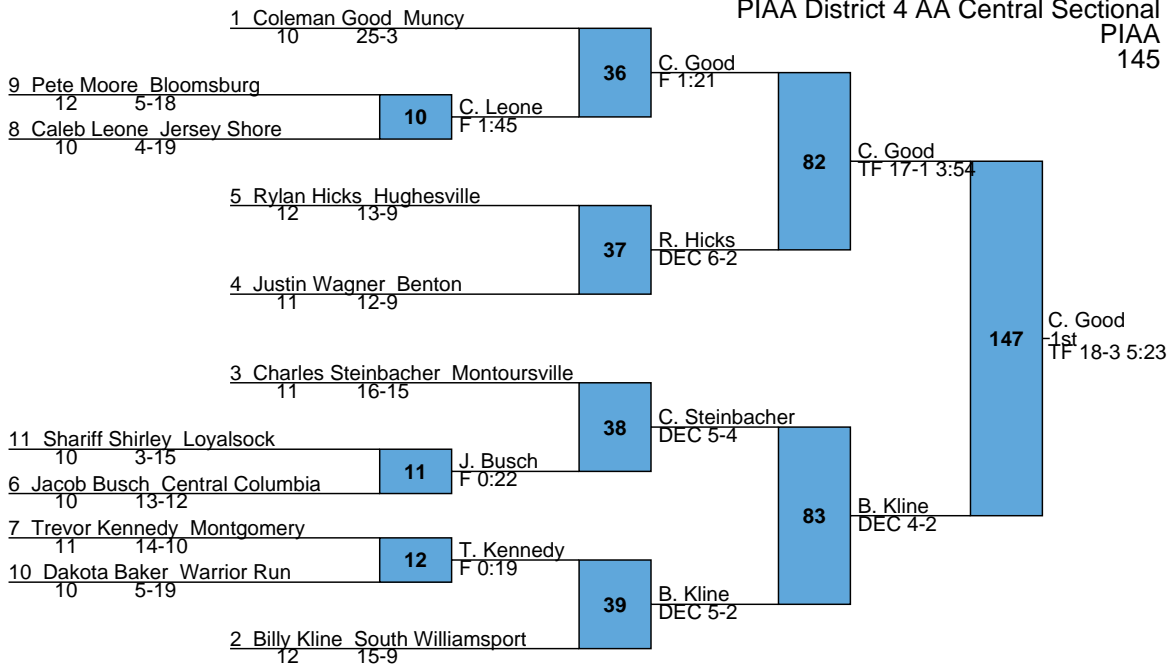 PIAA District 4 AA Central Sectional
PIAA
145
1 Coleman Good Muncy
10 25-3
9 Pete Moore Bloomsburg
12 5-18
8 Caleb Leone Jersey Shore
10 4-19
10
C. Leone
F 1:45
36
C. Good
F 1:21
5 Rylan Hicks Hughesville
12 13-9
4 Justin Wagner Benton
11 12-9
37
R. Hicks
DEC 6-2
82
C. Good
TF 17-1 3:54
3 Charles Steinbacher Montoursville
11 16-15
11 Shariff Shirley Loyalsock
10 3-15
6 Jacob Busch Central Columbia
10 13-12
11
J. Busch
F 0:22
38
C. Steinbacher
DEC 5-4
7 Trevor Kennedy Montgomery
11 14-10
10 Dakota Baker Warrior Run
10 5-19
12
T. Kennedy
F 0:19
2 Billy Kline South Williamsport
12 15-9
39
B. Kline
DEC 5-2
83
B. Kline
DEC 4-2
147
C. Good
1st
TF 18-3 5:23